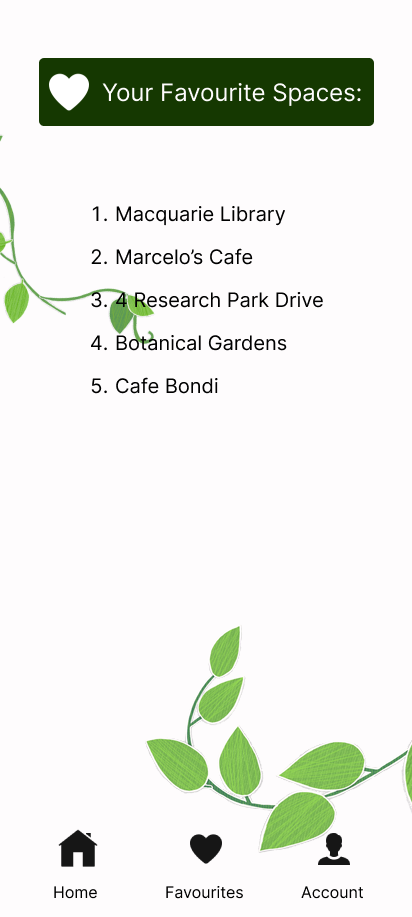 Your Favourite Spaces:
1. Macquarie Library
2. Marcelo’s Cafe
3. 4 Research Park Drive
4. Botanical Gardens
5. Cafe Bondi
Home Favourites Account